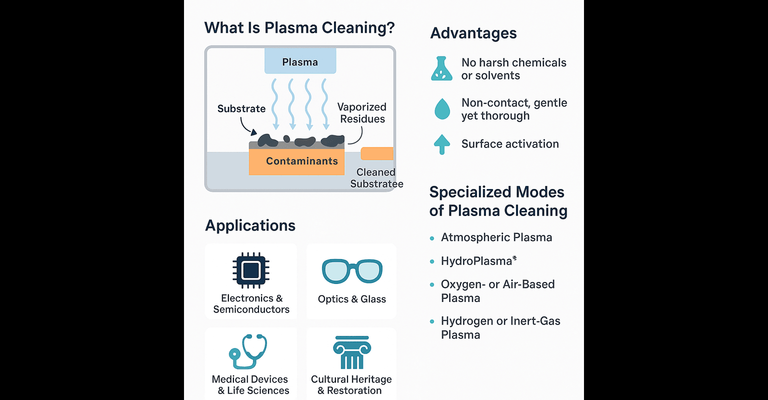 What Is Plasma Cleaning?
Plasma
Substrate
Vaporized
Residues
Contaminants
Cleaned
Substratee
Applications
Electronics &
Semiconductors
Optics & Glass
Medical Devices
& Life Sciences
Cultural Heritage
& Restoration
Advantages
No harsh chemicals
or solvents
Non-contact, gentle
yet thorough
Surface activation
Specialized Modes
of Plasma Cleaning
• Atmospheric Plasma
• HydroPlasma®
• Oxygen- or Air-Based
Plasma
• Hydrogen or Inert-Gas
Plasma